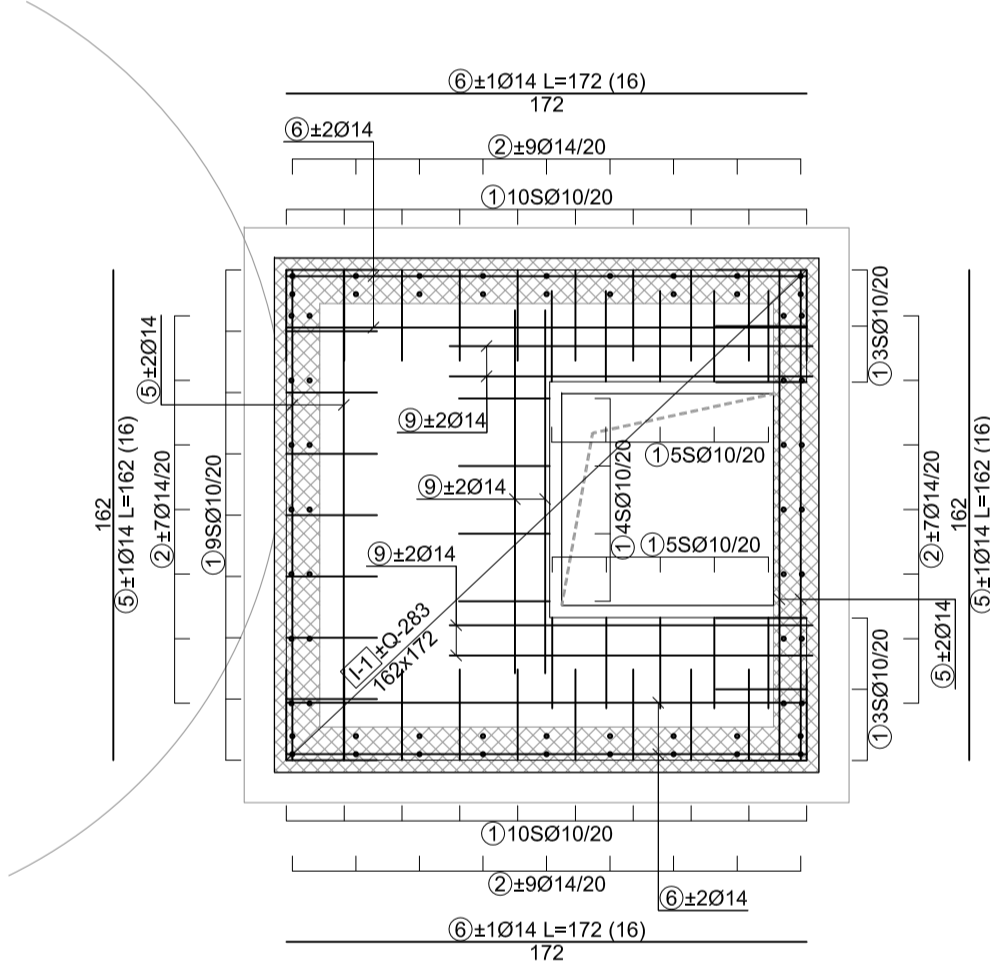 ⑥±1Ø14 L=172 (16)
172
⑥±2Ø14
②±9Ø14/20
①10SØ10/20
①3SØ10/20
⑤±2Ø14
162
⑤±1Ø14 L=162 (16)
②±7Ø14/20
①9SØ10/20
⑨±2Ø14
⑨±2Ø14
⑨±2Ø14
①5SØ10/20
①4SØ10/20
①5SØ10/20
I-1 ±Q-283
162x172
②±7Ø14/20
162
⑤±1Ø14 L=162 (16)
⑤±2Ø14
①3SØ10/20
①10SØ10/20
②±9Ø14/20
⑥±2Ø14
⑥±1Ø14 L=172 (16)
172